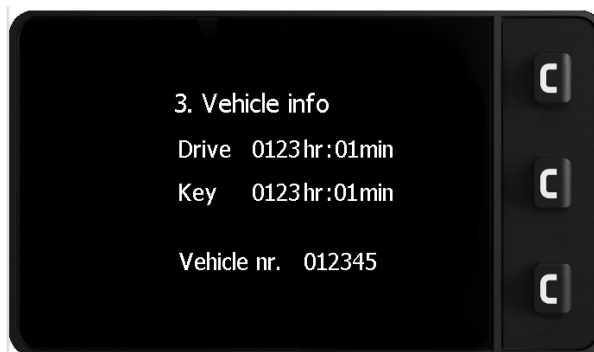 3. Vehicle info
Drive 0123hr:01min
Key 0123hr:01min
Vehicle nr. 012345